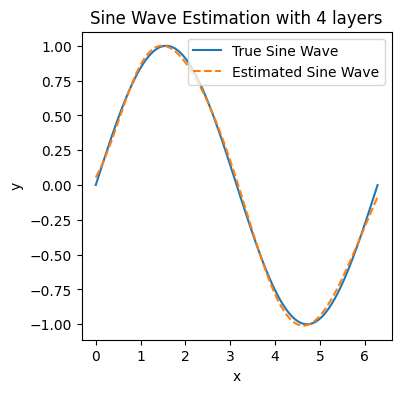 Sine Wave Estimation with 4 layers
True Sine Wave
Estimated Sine Wave
1.00
0.75
0.50
0.25
0.00
−0.25
−0.50
−0.75
−1.00
y
0 1 2 3 4 5 6
x